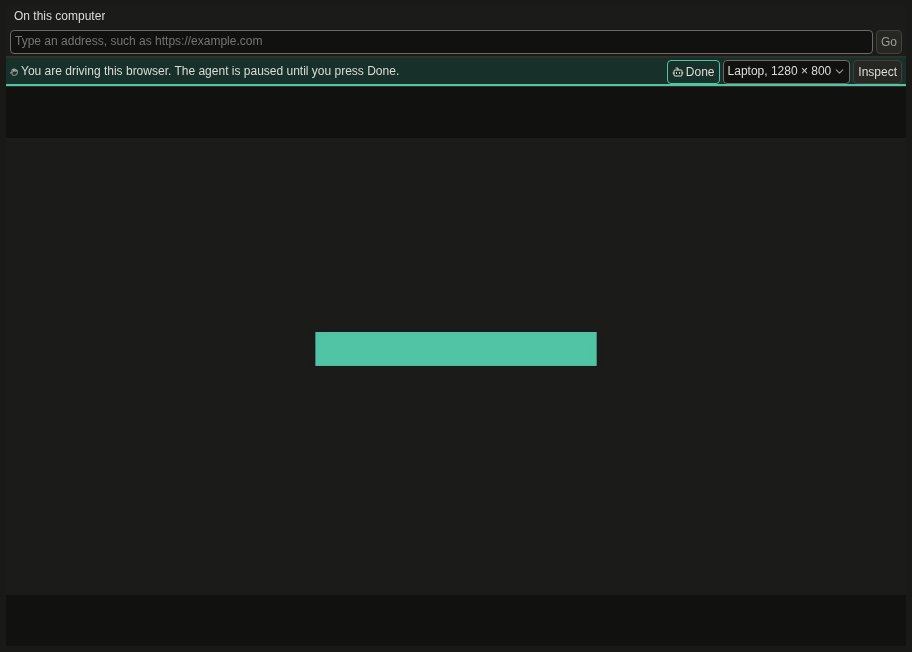 On this computer
Type an address, such as https://example.com
Go
You are driving this browser. The agent is paused until you press Done.
Done
Laptop, 1280 × 800
Inspect